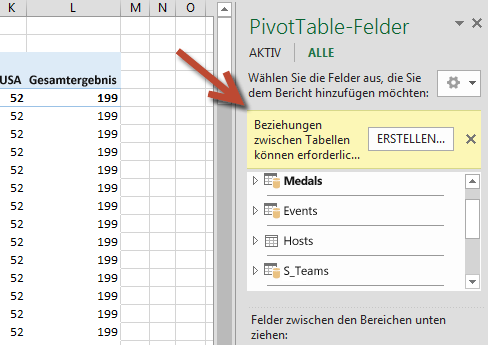 K L M N O
USA Gesamtergebnis
52 199
52 199
52 199
52 199
52 199
52 199
52 199
52 199
52 199
52 199
52 199
52 199
52 199
52 199
PivotTable-Felder
AKTIV ALLE
Wählen Sie die Felder aus, die Sie
dem Bericht hinzufügen möchten:
Beziehungen
zwischen Tabellen
können erforderlic...
ERSTELLEN...
Medals
Events
Hosts
S_Teams
Felder zwischen den Bereichen unten
ziehen: